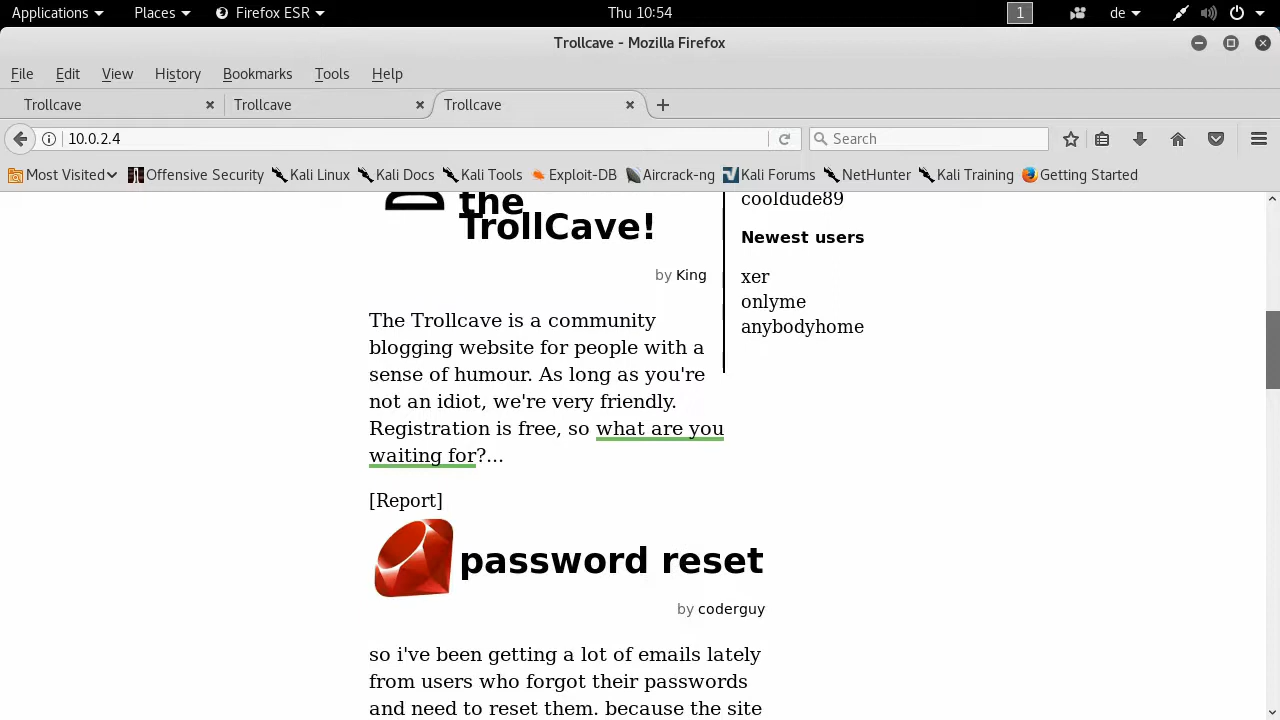 Applications Places Firefox ESR Thu 10:54 1 de
Trollcave - Mozilla Firefox
File Edit View History Bookmarks Tools Help
Trollcave Trollcave Trollcave
10.0.2.4 Search
Most Visited Offensive Security Kali Linux Kali Docs Kali Tools Exploit-DB Aircrack-ng Kali Forums NetHunter Kali Training Getting Started
the
TrollCave!
by King
The Trollcave is a community
blogging website for people with a
sense of humour. As long as you're
not an idiot, we're very friendly.
Registration is free, so what are you
waiting for?...
[Report]
password reset
by coderguy
so i've been getting a lot of emails lately
from users who forgot their passwords
and need to reset them. because the site
cooldude89
Newest users
xer
onlyme
anybodyhome